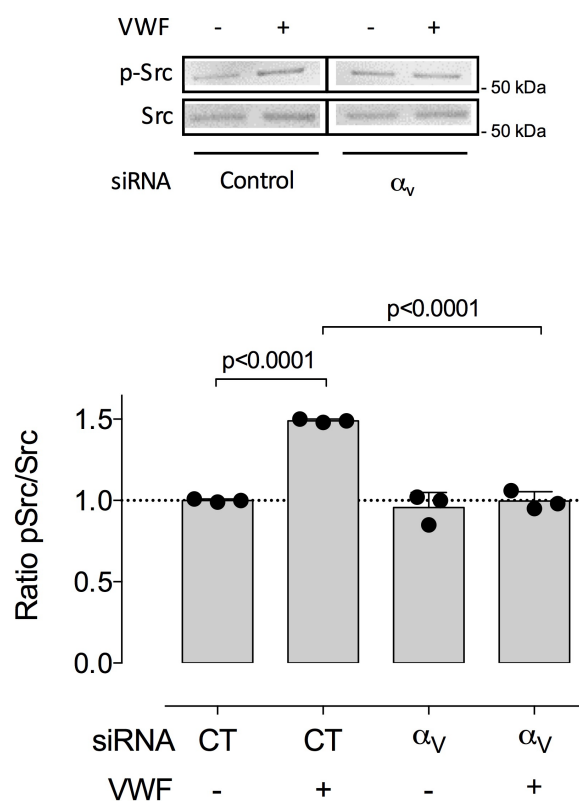 VWF - + - +
p-Src
- 50 kDa
Src
- 50 kDa
siRNA Control αv
p<0.0001
p<0.0001
Ratio pSrc/Src
1.5
1.0
0.5
0.0
siRNA CT CT αV αV
VWF - + - +